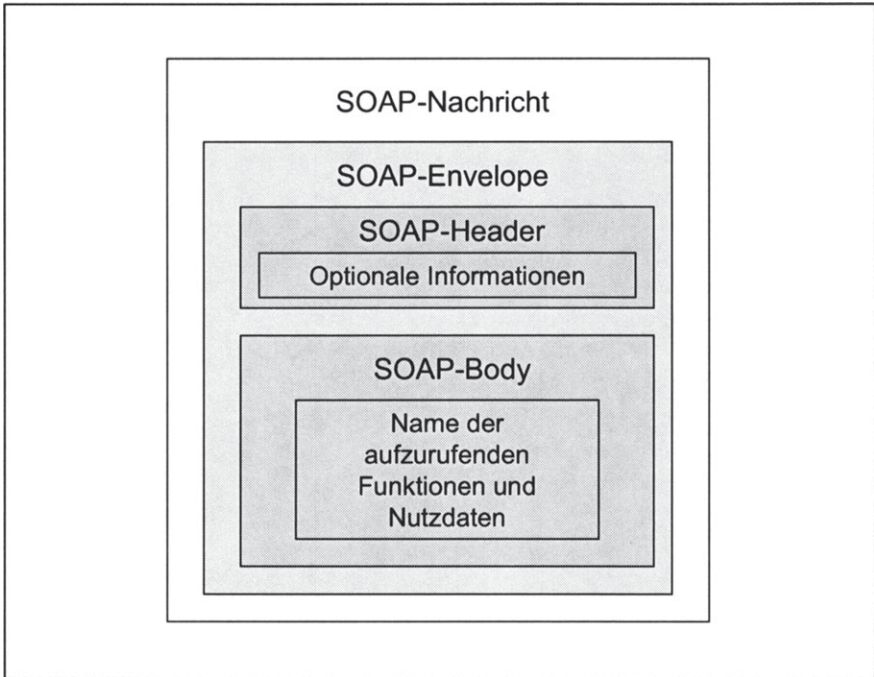 SOAP-Nachricht
SOAP-Envelope
SOAP-Header
Optionale Informationen
SOAP-Body
Name der
aufzurufenden
Funktionen und
Nutzdaten